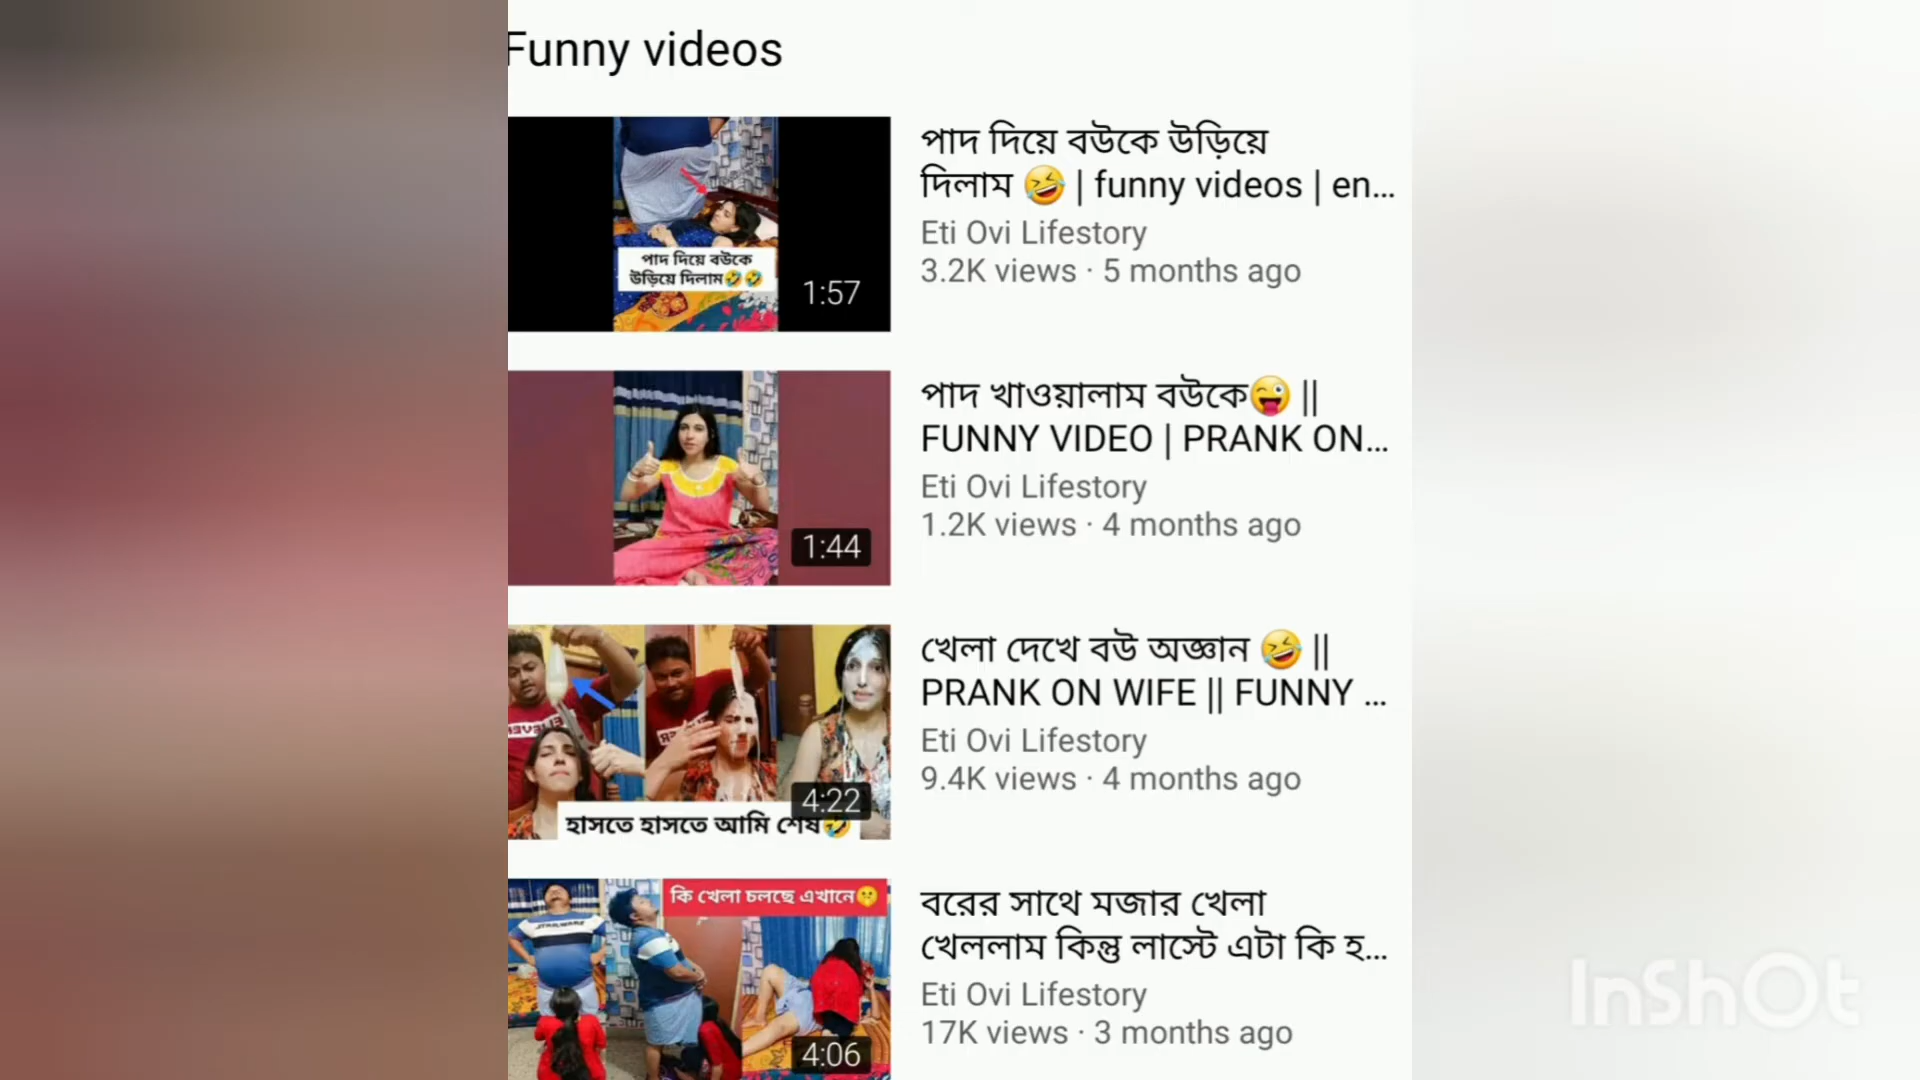 Funny videos
পাদ দিয়ে বউকে উড়িয়ে
দিলাম 🤣 | funny videos | en...
Eti Ovi Lifestory
3.2K views · 5 months ago
পাদ দিয়ে বউকে
উড়িয়ে দিলাম🤣🤣
1:57
পাদ খাওয়ালাম বউকে😜 ||
FUNNY VIDEO | PRANK ON...
Eti Ovi Lifestory
1.2K views · 4 months ago
1:44
খেলা দেখে বউ অজ্ঞান 🤣 ||
PRANK ON WIFE || FUNNY ...
Eti Ovi Lifestory
9.4K views · 4 months ago
4:22
হাসতে হাসতে আমি শেষ🤣
কি খেলা চলছে এখানে🤫
বরের সাথে মজার খেলা
খেললাম কিন্তু লাস্টে এটা কি হ...
Eti Ovi Lifestory
17K views · 3 months ago
4:06
InShOt